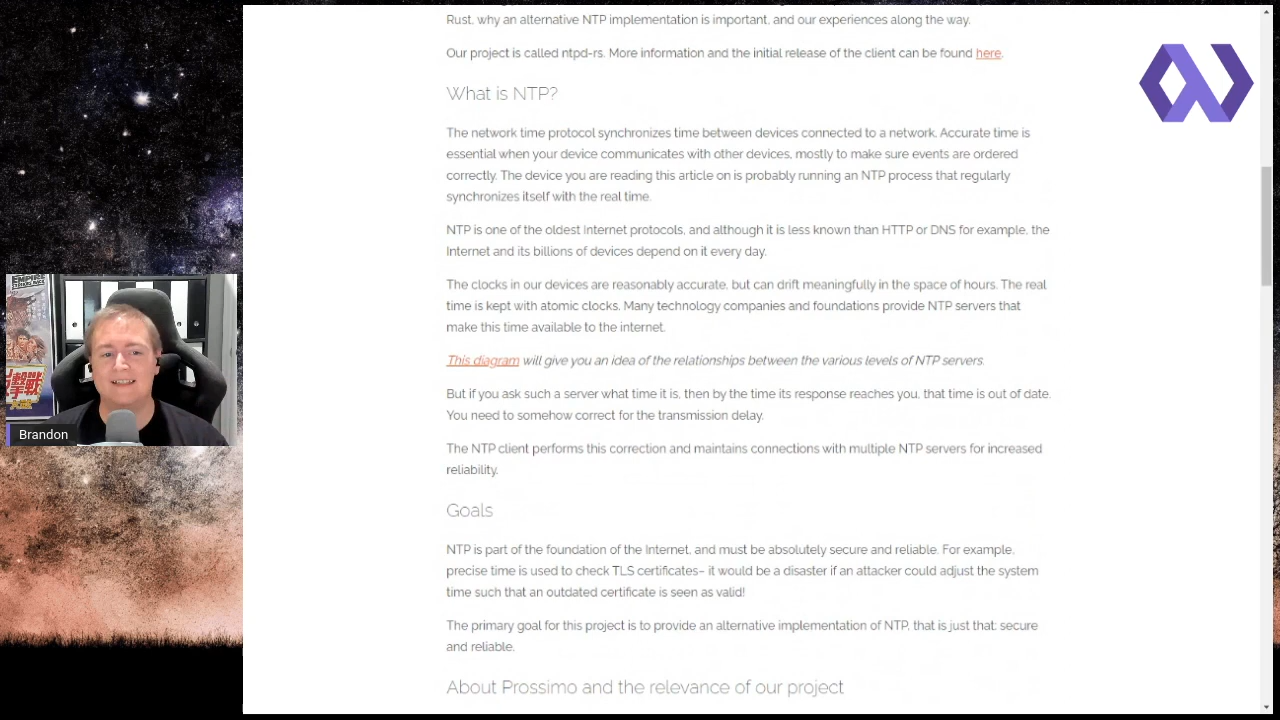 Rust, why an alternative NTP implementation is important, and our experiences along the way.
Our project is called ntpd-rs. More information and the initial release of the client can be found here.
What is NTP?
The network time protocol synchronizes time between devices connected to a network. Accurate time is
essential when your device communicates with other devices, mostly to make sure events are ordered
correctly. The device you are reading this article on is probably running an NTP process that regularly
synchronizes itself with the real time.
NTP is one of the oldest Internet protocols, and although it is less known than HTTP or DNS for example, the
Internet and its billions of devices depend on it every day.
The clocks in our devices are reasonably accurate, but can drift meaningfully in the space of hours. The real
time is kept with atomic clocks. Many technology companies and foundations provide NTP servers that
make this time available to the internet.
This diagram will give you an idea of the relationships between the various levels of NTP servers.
But if you ask such a server what time it is, then by the time its response reaches you, that time is out of date.
You need to somehow correct for the transmission delay.
The NTP client performs this correction and maintains connections with multiple NTP servers for increased
reliability.
Goals
NTP is part of the foundation of the Internet, and must be absolutely secure and reliable. For example,
precise time is used to check TLS certificates– it would be a disaster if an attacker could adjust the system
time such that an outdated certificate is seen as valid!
The primary goal for this project is to provide an alternative implementation of NTP, that is just that: secure
and reliable.
About Prossimo and the relevance of our project
Brandon